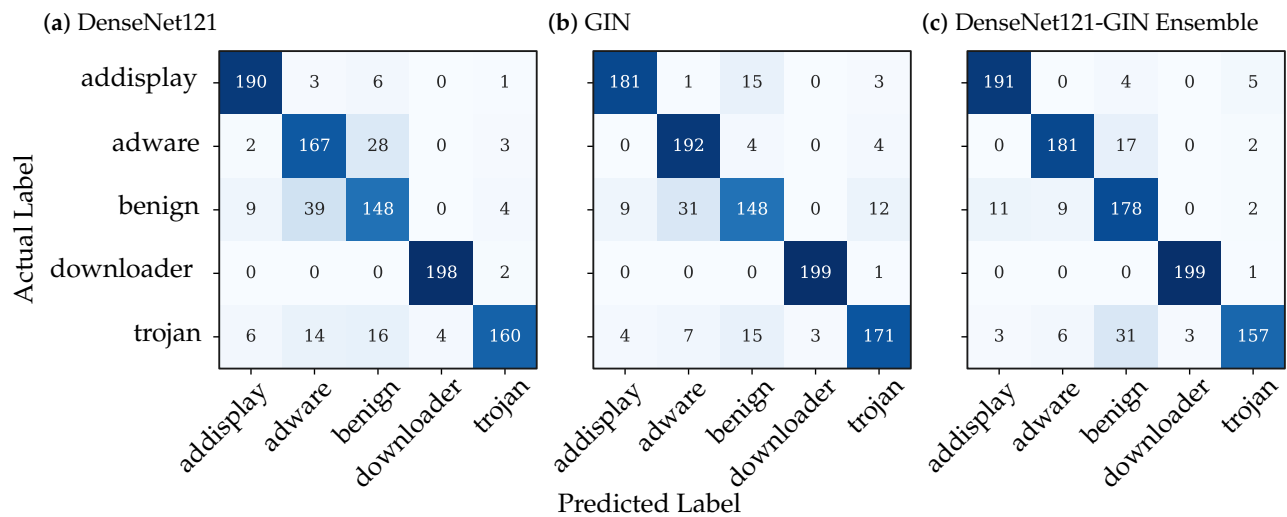 (a) DenseNet121
(b) GIN
(c) DenseNet121-GIN Ensemble
Actual Label
addisplay 190 3 6 0 1 181 1 15 0 3 191 0 4 0 5
adware 2 167 28 0 3 0 192 4 0 4 0 181 17 0 2
benign 9 39 148 0 4 9 31 148 0 12 11 9 178 0 2
downloader 0 0 0 198 2 0 0 0 199 1 0 0 0 199 1
trojan 6 14 16 4 160 4 7 15 3 171 3 6 31 3 157
addisplay adware benign downloader trojan addisplay adware benign downloader trojan addisplay adware benign downloader trojan
Predicted Label